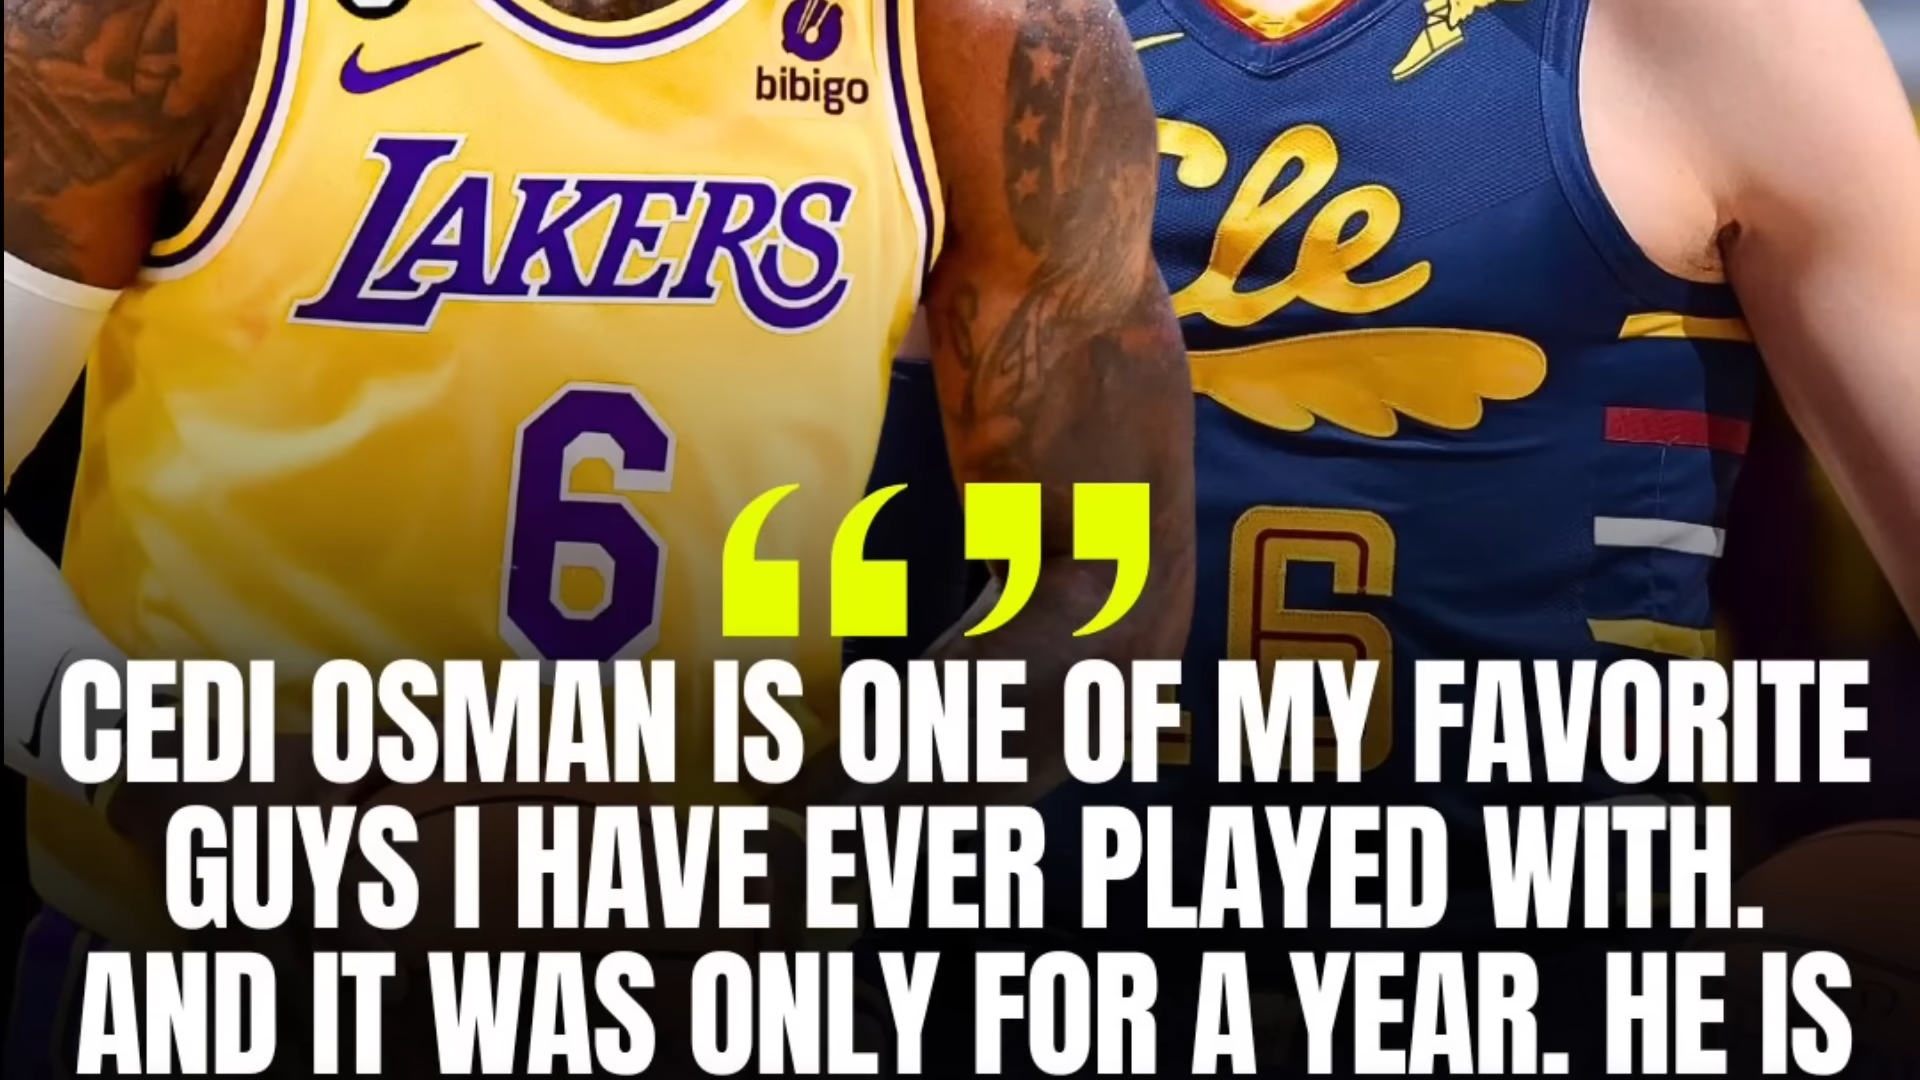 bibigo
LAKERS
Cle
6
6
“ ”
CEDI OSMAN IS ONE OF MY FAVORITE
GUYS I HAVE EVER PLAYED WITH.
AND IT WAS ONLY FOR A YEAR. HE IS